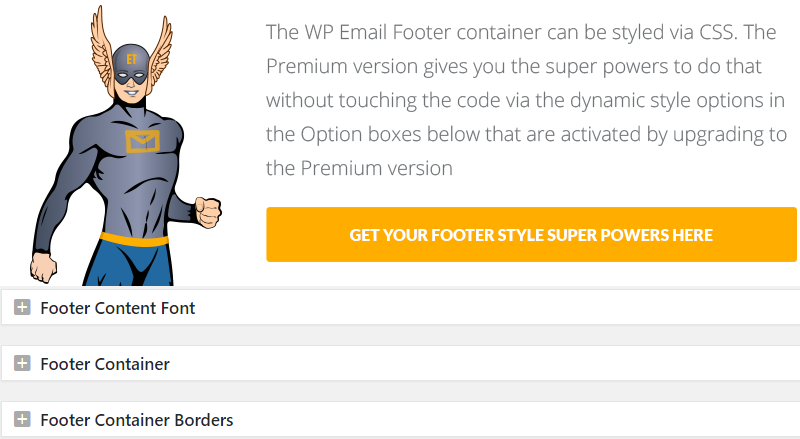 ET
The WP Email Footer container can be styled via CSS. The
Premium version gives you the super powers to do that
without touching the code via the dynamic style options in
the Option boxes below that are activated by upgrading to
the Premium version
GET YOUR FOOTER STYLE SUPER POWERS HERE
Footer Content Font
Footer Container
Footer Container Borders